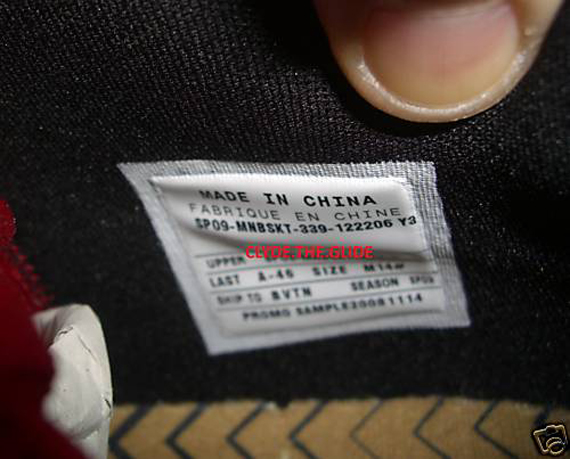 MADE IN CHINA
FABRIQUE EN CHINE
SP09-MNBSKT-339-122206 Y3
CLYDE.THE.GLIDE
UPPER
LAST A-46 SIZE M14#
SHIP TO BVTN SEASON SP09
PROMO SAMPLE20081114